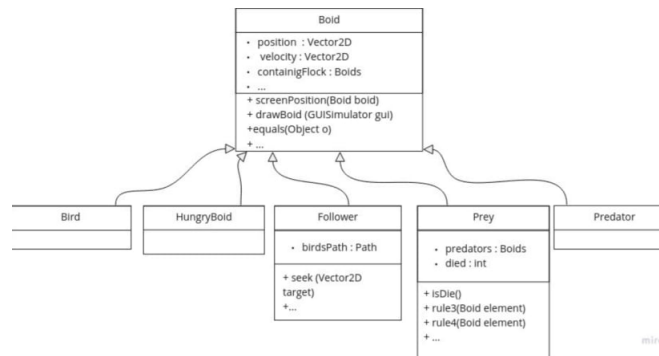 Boid
• position : Vector2D
• velocity : Vector2D
• containigFlock : Boids
• ...
+ screenPosition(Boid boid)
+ drawBoid (GUISimulator gui)
+equals(Object o)
+ ...
Bird
HungryBoid
Follower
Prey
Predator
• birdsPath : Path
+ seek (Vector2D
target)
+...
• predators : Boids
• died : int
+ isDie()
+ rule3(Boid element)
+ rule4(Boid element)
+ ...